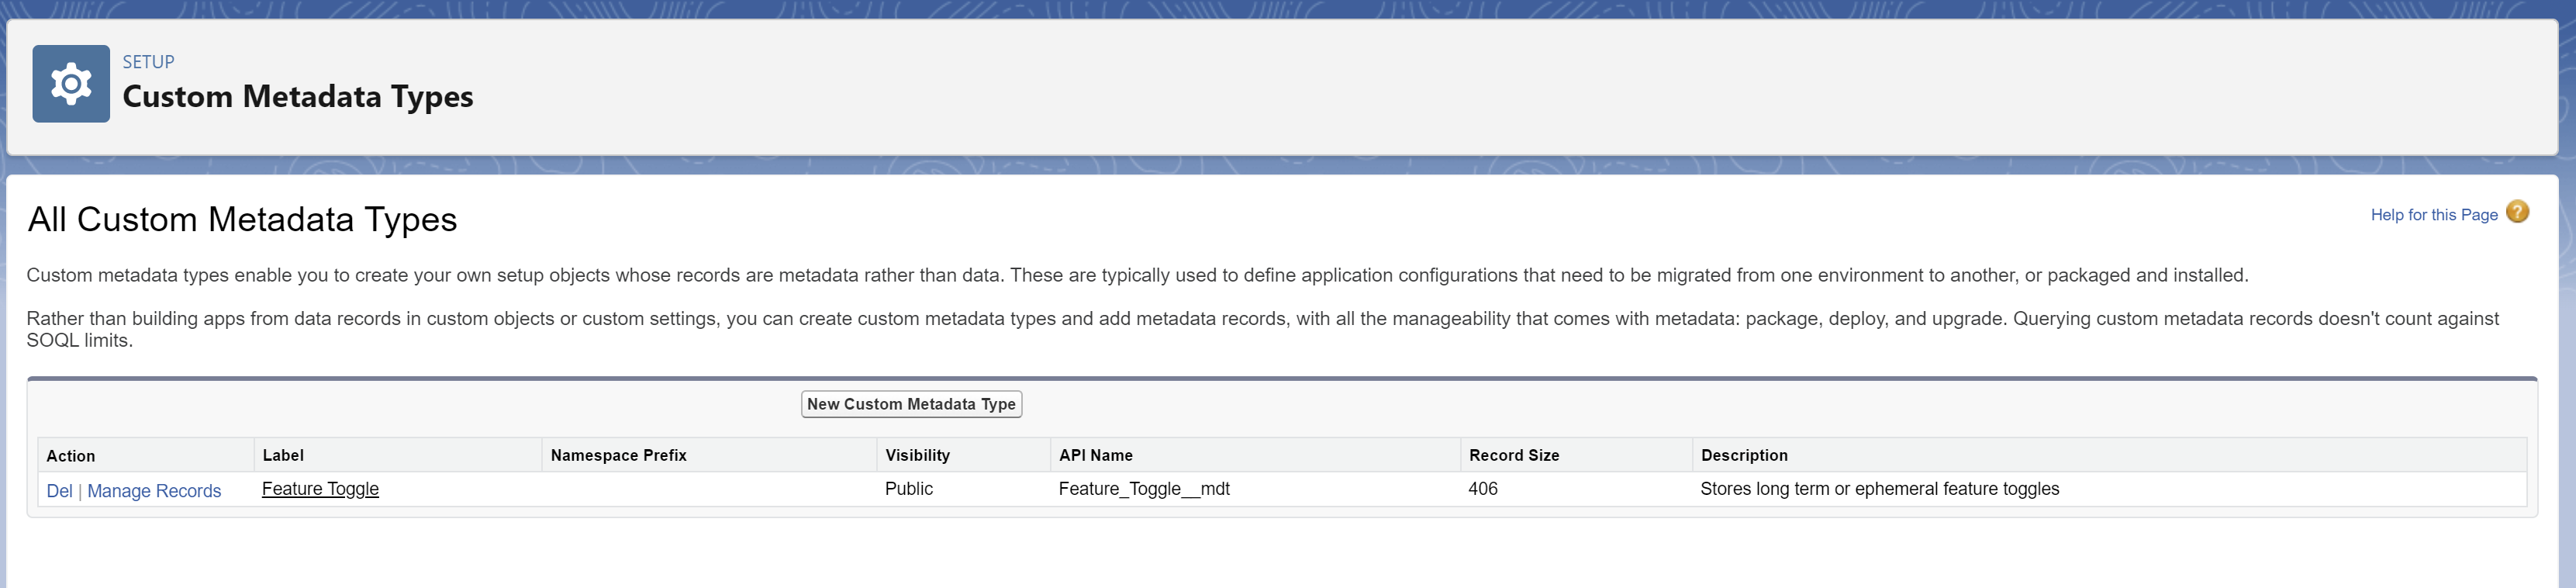 SETUP
Custom Metadata Types
All Custom Metadata Types
Help for this Page ?
Custom metadata types enable you to create your own setup objects whose records are metadata rather than data. These are typically used to define application configurations that need to be migrated from one environment to another, or packaged and installed.
Rather than building apps from data records in custom objects or custom settings, you can create custom metadata types and add metadata records, with all the manageability that comes with metadata: package, deploy, and upgrade. Querying custom metadata records doesn't count against
SOQL limits.
New Custom Metadata Type
Action Label Namespace Prefix Visibility API Name Record Size Description
Del | Manage Records Feature Toggle Public Feature_Toggle__mdt 406 Stores long term or ephemeral feature toggles